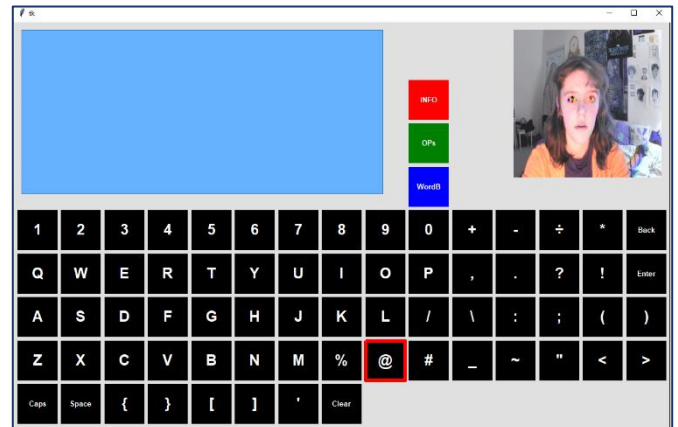 tk
INFO
OPs
WordB
1 2 3 4 5 6 7 8 9 0 + - ÷ * Back
Q W E R T Y U I O P , . ? ! Enter
A S D F G H J K L / \ : ; ( )
Z X C V B N M % @ # _ ~ " < >
Caps Space { } [ ] ' Clear